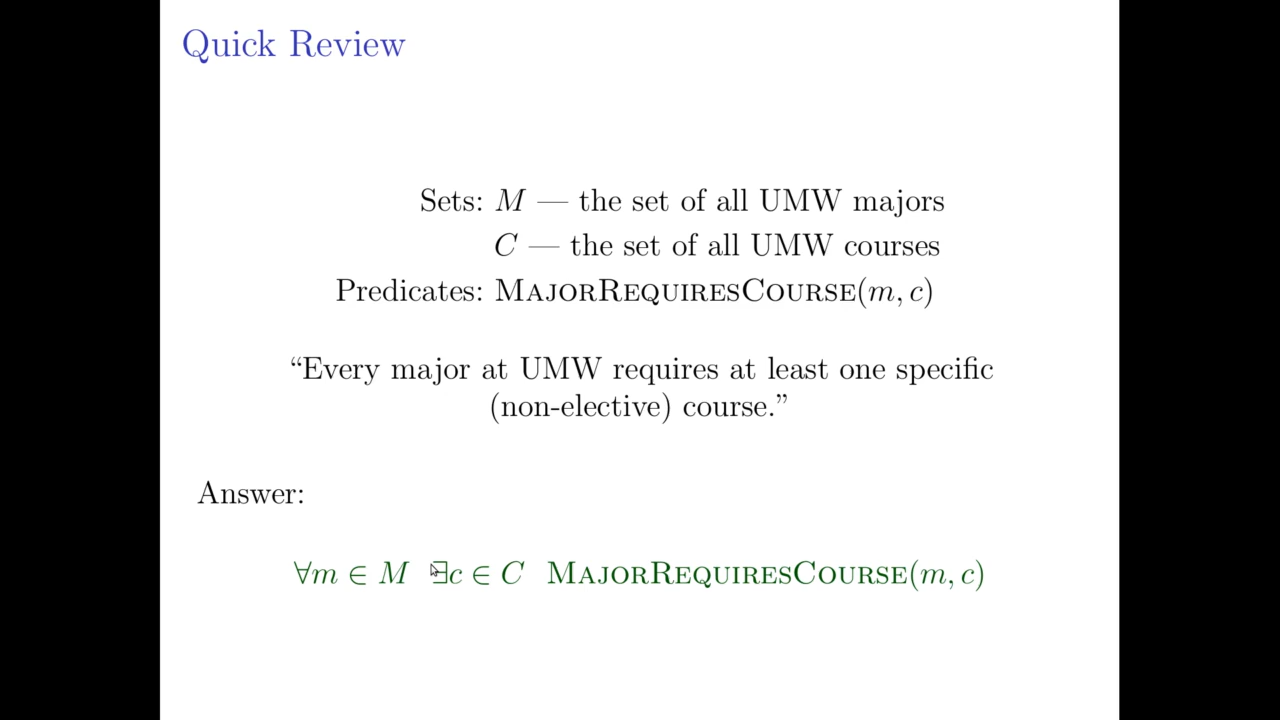 Quick Review
Sets: M — the set of all UMW majors
C — the set of all UMW courses
Predicates: MAJORREQUIRESCOURSE(m, c)
“Every major at UMW requires at least one specific
(non-elective) course.”
Answer:
∀m ∈ M ∃c ∈ C MAJORREQUIRESCOURSE(m, c)